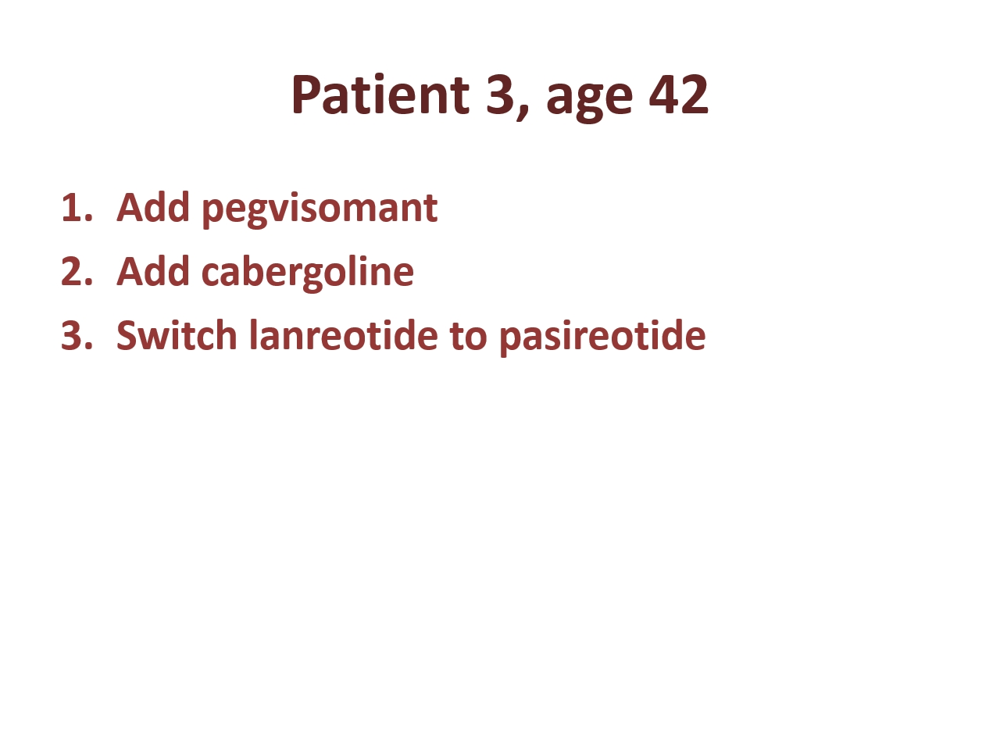 Patient 3, age 42
1. Add pegvisomant
2. Add cabergoline
3. Switch lanreotide to pasireotide